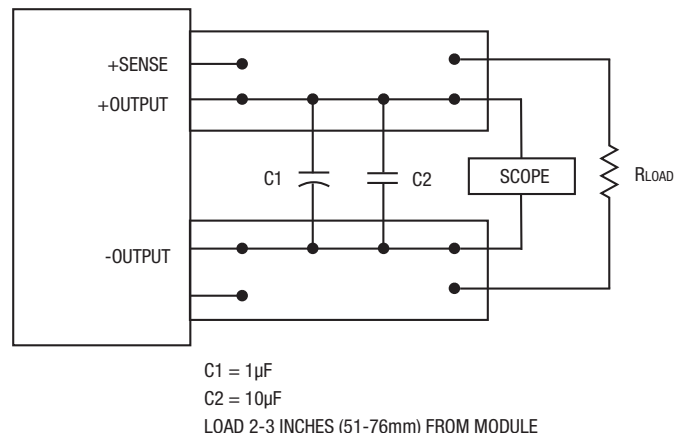 +SENSE
+OUTPUT
C1
C2
SCOPE
RLOAD
-OUTPUT
C1 = 1µF
C2 = 10µF
LOAD 2-3 INCHES (51-76mm) FROM MODULE